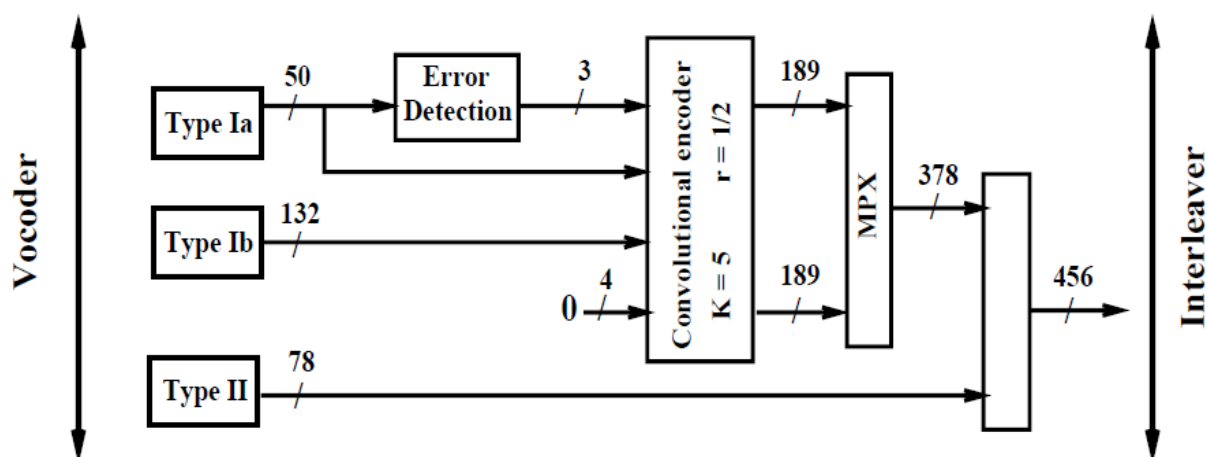 Vocoder
Type Ia
50
Error
Detection
3
Type Ib
132
0
4
Type II
78
Convolutional encoder
K = 5 r = 1/2
189
189
MPX
378
456
Interleaver